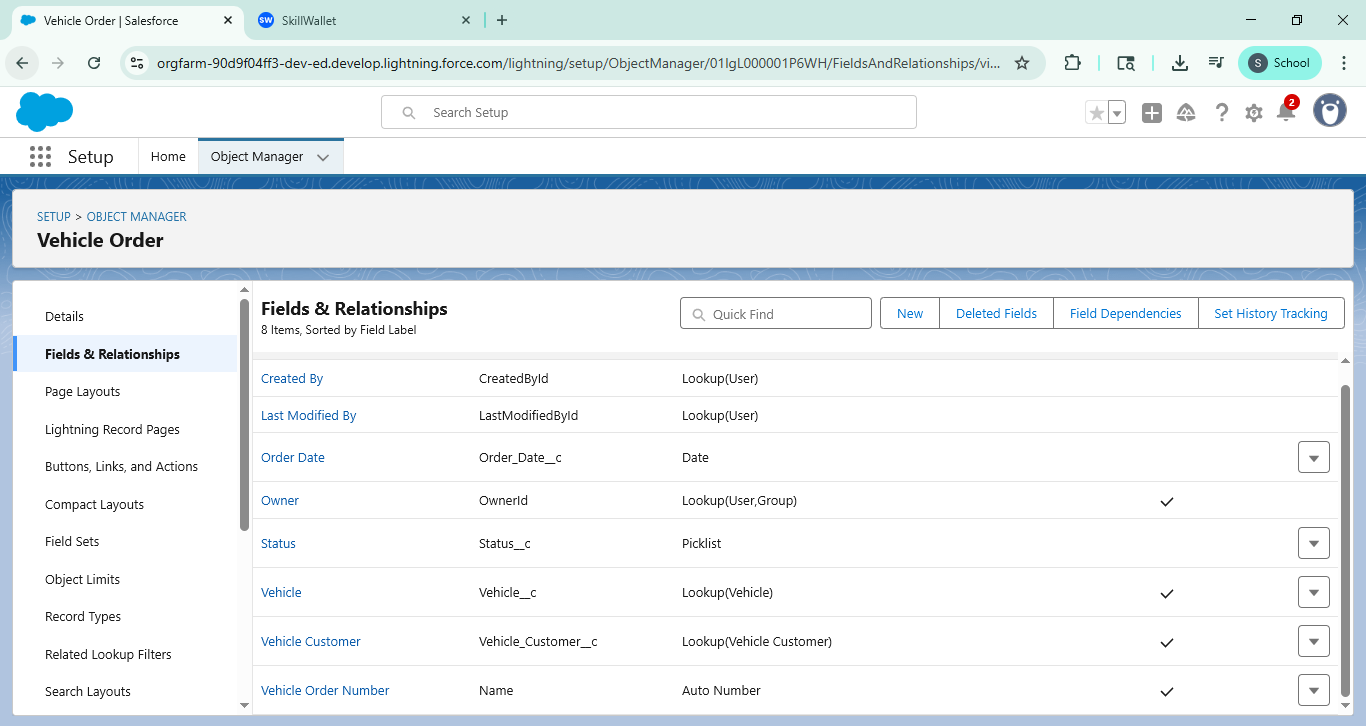 Vehicle Order | Salesforce
SW SkillWallet
orgfarm-90d9f04ff3-dev-ed.develop.lightning.force.com/lightning/setup/ObjectManager/01IgL000001P6WH/FieldsAndRelationships/vi...
S School
Search Setup
2
Setup Home Object Manager
SETUP > OBJECT MANAGER
Vehicle Order
Details
Fields & Relationships
Page Layouts
Lightning Record Pages
Buttons, Links, and Actions
Compact Layouts
Field Sets
Object Limits
Record Types
Related Lookup Filters
Search Layouts
Fields & Relationships
8 Items, Sorted by Field Label
Quick Find New Deleted Fields Field Dependencies Set History Tracking
Created By CreatedById Lookup(User)
Last Modified By LastModifiedById Lookup(User)
Order Date Order_Date__c Date
Owner OwnerId Lookup(User,Group)
Status Status__c Picklist
Vehicle Vehicle__c Lookup(Vehicle)
Vehicle Customer Vehicle_Customer__c Lookup(Vehicle Customer)
Vehicle Order Number Name Auto Number